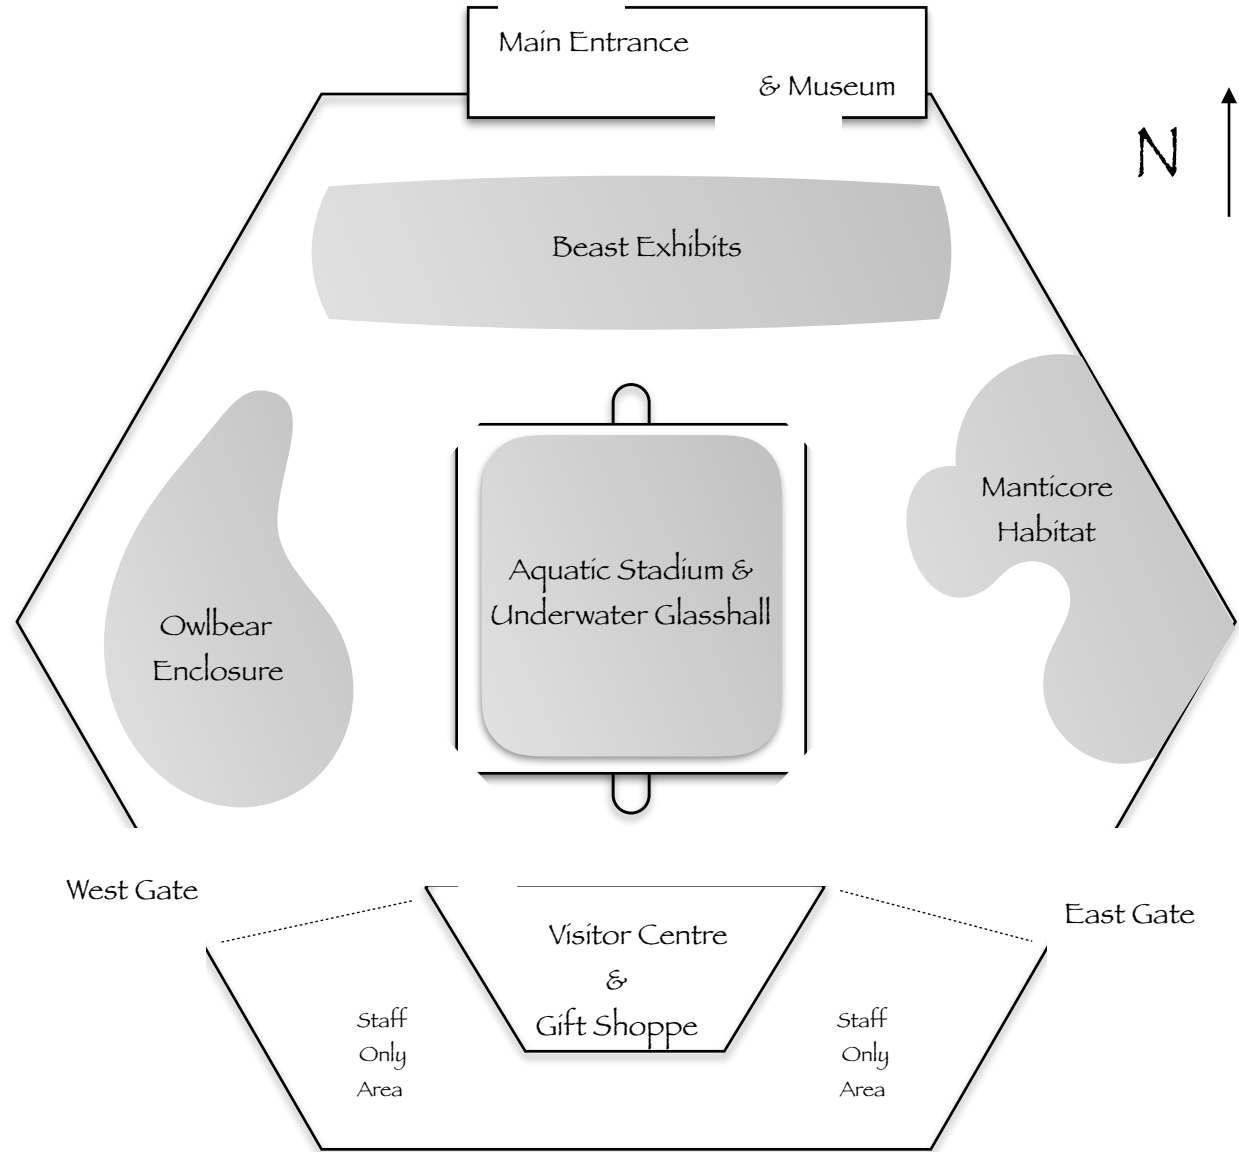 Main Entrance
& Museum
N
Beast Exhibits
Manticore
Habitat
Aquatic Stadium &
Underwater Glasshall
Owlbear
Enclosure
West Gate
East Gate
Visitor Centre
&
Gift Shoppe
Staff
Only
Area
Staff
Only
Area